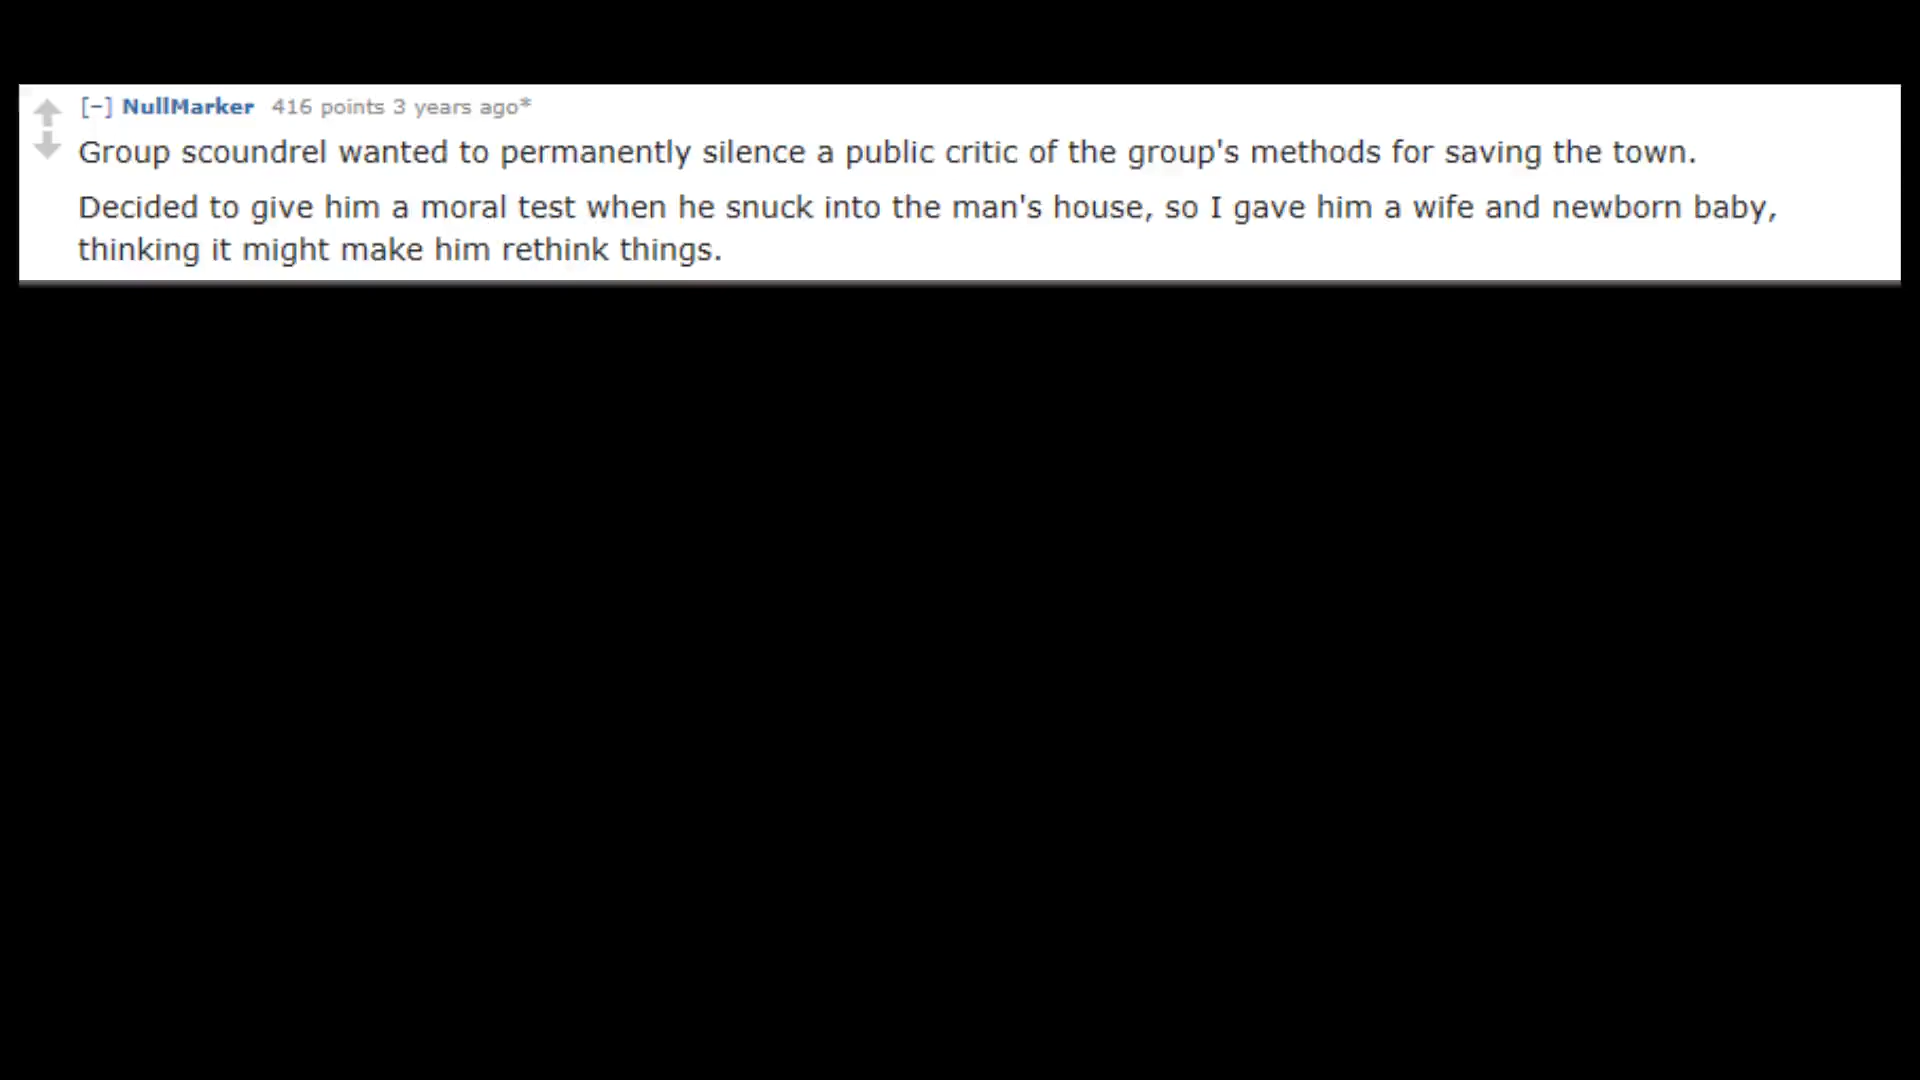 [–] NullMarker 416 points 3 years ago*
Group scoundrel wanted to permanently silence a public critic of the group's methods for saving the town.
Decided to give him a moral test when he snuck into the man's house, so I gave him a wife and newborn baby,
thinking it might make him rethink things.